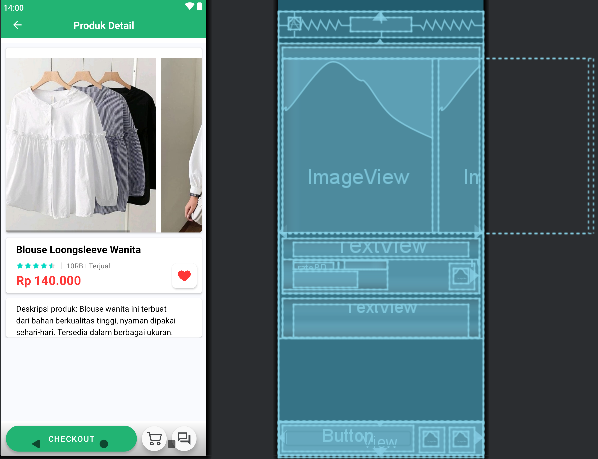 14:00
Produk Detail
Blouse Loongsleeve Wanita
10RB+ Terjual
Rp 140.000
Deskripsi produk: Blouse wanita ini terbuat
dari bahan berkualitas tinggi, nyaman dipakai
sehari-hari. Tersedia dalam berbagai ukuran.
CHECKOUT
ImageView
Im
TextView
TextView
Button
View